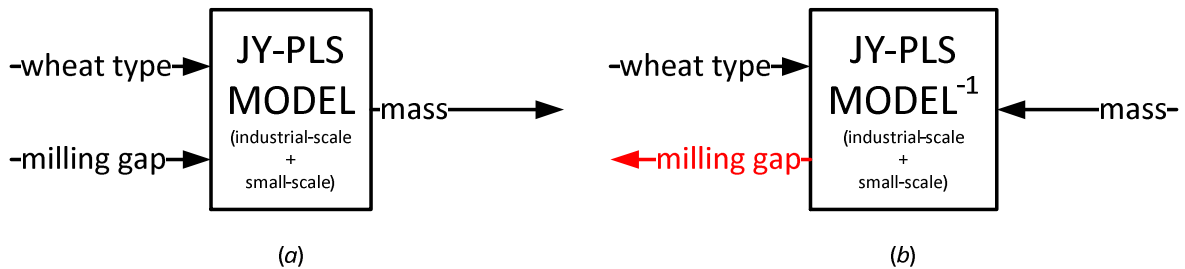 wheat type
milling gap
JY-PLS
MODEL
(industrial-scale
+
small-scale)
mass
(a)
wheat type
milling gap
JY-PLS
MODEL-1
(industrial-scale
+
small-scale)
mass
(b)